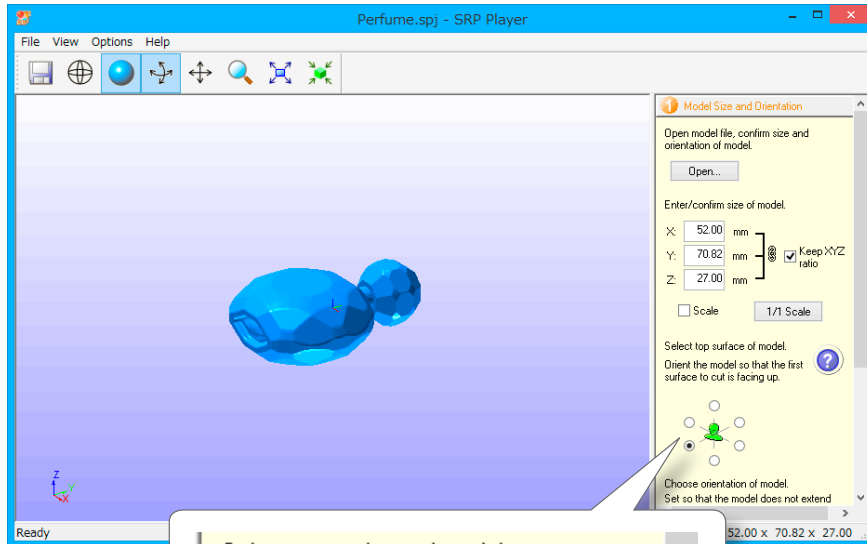 Perfume.spj - SRP Player
File View Options Help
1 Model Size and Orientation
Open model file, confirm size and
orientation of model.
Open...
Enter/confirm size of model.
X: 52.00 mm
Y: 70.82 mm
Z: 27.00 mm
Keep XYZ
ratio
Scale
1/1 Scale
Select top surface of model.
Orient the model so that the first
surface to cut is facing up.
?
Choose orientation of model.
Set so that the model does not extend
Z
Y
X
Ready
52.00 x 70.82 x 27.00